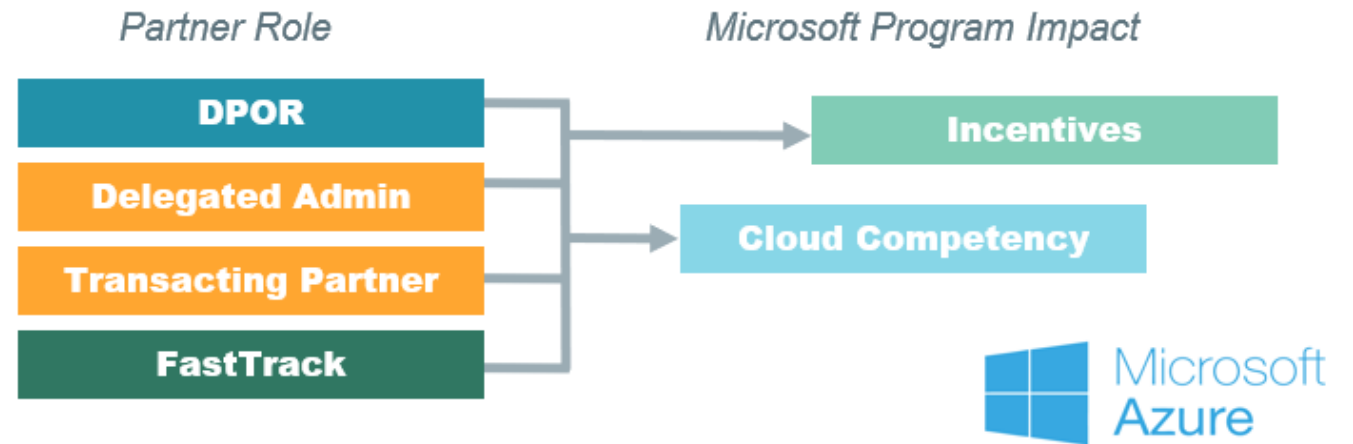 Partner Role
Microsoft Program Impact
DPOR
Delegated Admin
Transacting Partner
FastTrack
Incentives
Cloud Competency
Microsoft
Azure